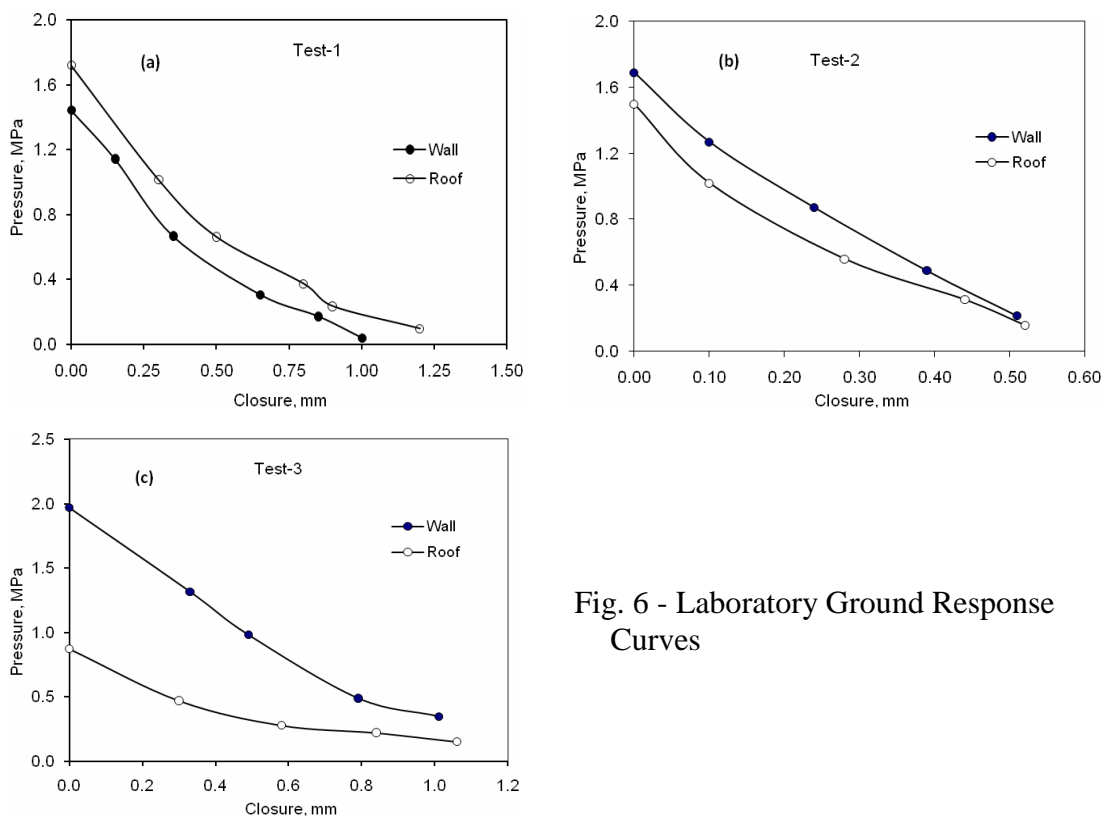 2.0
1.6
1.2
0.8
0.4
0.0
Pressure, MPa
(a)
Test-1
Wall
Roof
0.00 0.25 0.50 0.75 1.00 1.25 1.50
Closure, mm
2.0
1.6
1.2
0.8
0.4
0.0
Pressure, MPa
(b)
Test-2
Wall
Roof
0.00 0.10 0.20 0.30 0.40 0.50 0.60
Closure, mm
2.5
2.0
1.5
1.0
0.5
0.0
Pressure, MPa
(c)
Test-3
Wall
Roof
0.0 0.2 0.4 0.6 0.8 1.0 1.2
Closure, mm
Fig. 6 - Laboratory Ground Response
Curves